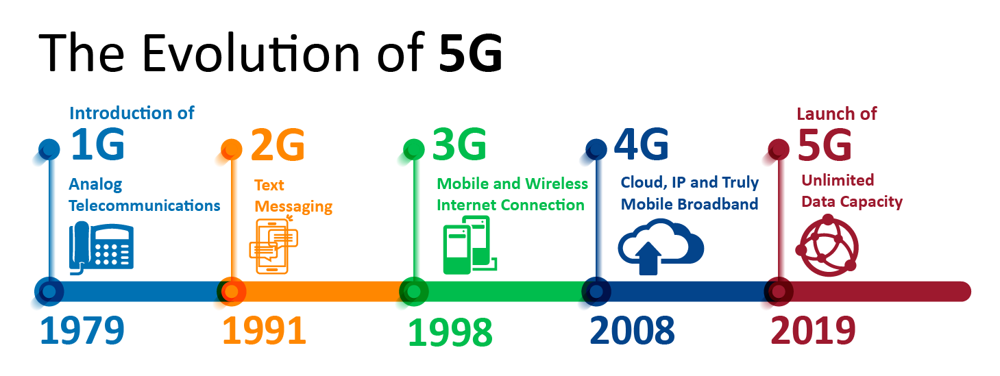 The Evolution of 5G
Introduction of
1G
Analog
Telecommunications
1979
2G
Text
Messaging
1991
3G
Mobile and Wireless
Internet Connection
1998
4G
Cloud, IP and Truly
Mobile Broadband
2008
Launch of
5G
Unlimited
Data Capacity
2019